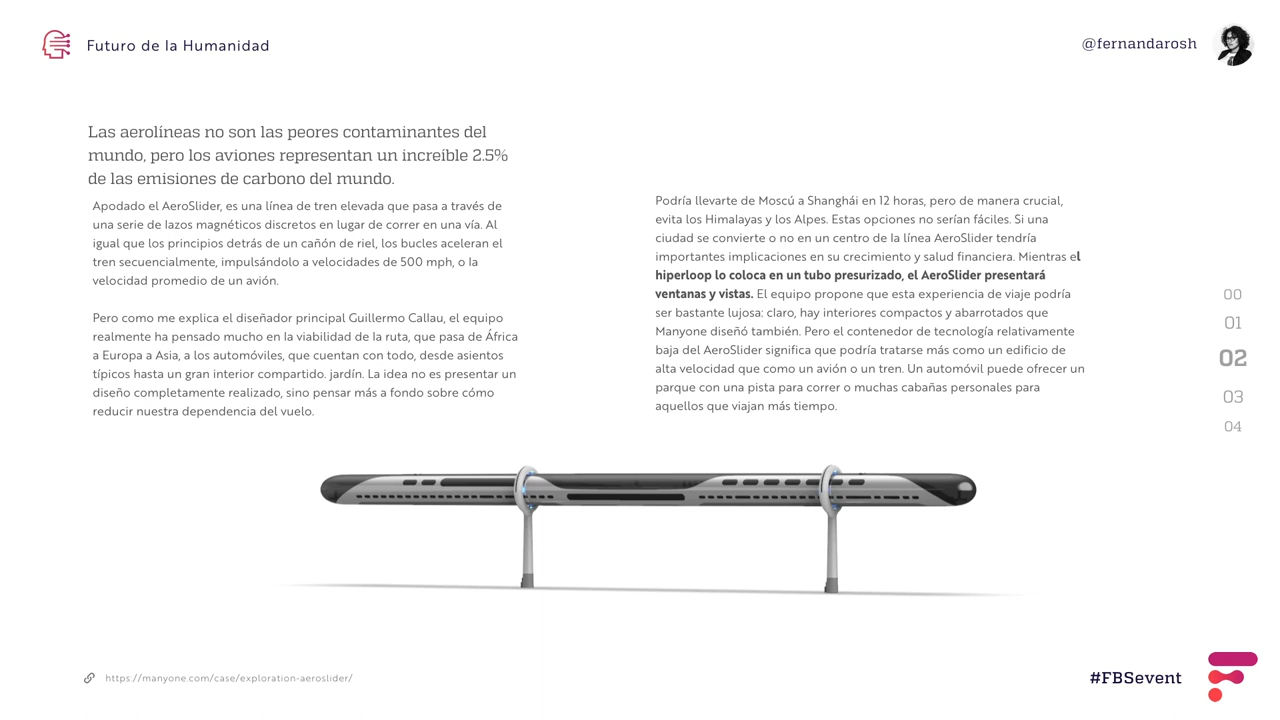 Futuro de la Humanidad
@fernandarosh
Las aerolíneas no son las peores contaminantes del
mundo, pero los aviones representan un increíble 2.5%
de las emisiones de carbono del mundo.
Apodado el AeroSlider, es una línea de tren elevada que pasa a través de
una serie de lazos magnéticos discretos en lugar de correr en una vía. Al
igual que los principios detrás de un cañón de riel, los bucles aceleran el
tren secuencialmente, impulsándolo a velocidades de 500 mph, o la
velocidad promedio de un avión.
Pero como me explica el diseñador principal Guillermo Callau, el equipo
realmente ha pensado mucho en la viabilidad de la ruta, que pasa de África
a Europa a Asia, a los automóviles, que cuentan con todo, desde asientos
típicos hasta un gran interior compartido. jardín. La idea no es presentar un
diseño completamente realizado, sino pensar más a fondo sobre cómo
reducir nuestra dependencia del vuelo.
Podría llevarte de Moscú a Shanghái en 12 horas, pero de manera crucial,
evita los Himalayas y los Alpes. Estas opciones no serían fáciles. Si una
ciudad se convierte o no en un centro de la línea AeroSlider tendría
importantes implicaciones en su crecimiento y salud financiera. Mientras el
hiperloop lo coloca en un tubo presurizado, el AeroSlider presentará
ventanas y vistas. El equipo propone que esta experiencia de viaje podría
ser bastante lujosa: claro, hay interiores compactos y abarrotados que
Manyone diseñó también. Pero el contenedor de tecnología relativamente
baja del AeroSlider significa que podría tratarse más como un edificio de
alta velocidad que como un avión o un tren. Un automóvil puede ofrecer un
parque con una pista para correr o muchas cabañas personales para
aquellos que viajan más tiempo.
00
01
02
03
04
https://manyone.com/case/exploration-aeroslider/
#FBSevent